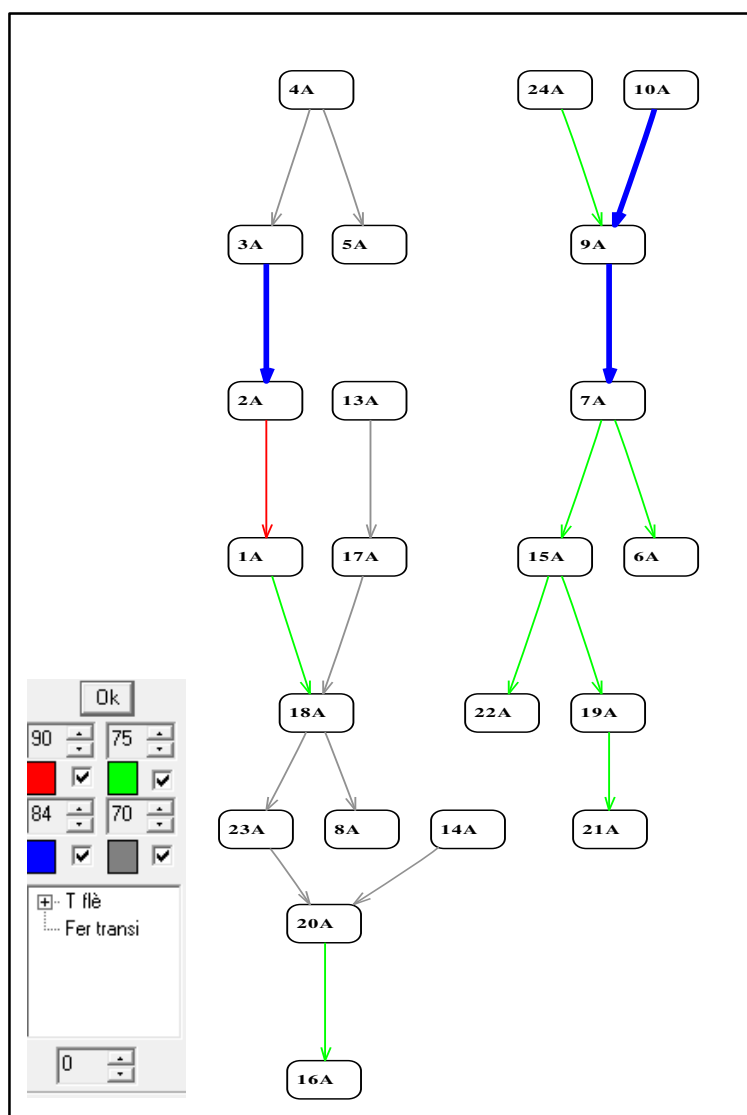 4A 24A 10A
3A 5A 9A
2A 13A 7A
1A 17A 15A 6A
18A 22A 19A
23A 8A 14A 21A
20A
16A
Ok
90 75
84 70
T flè
Fer transi
0